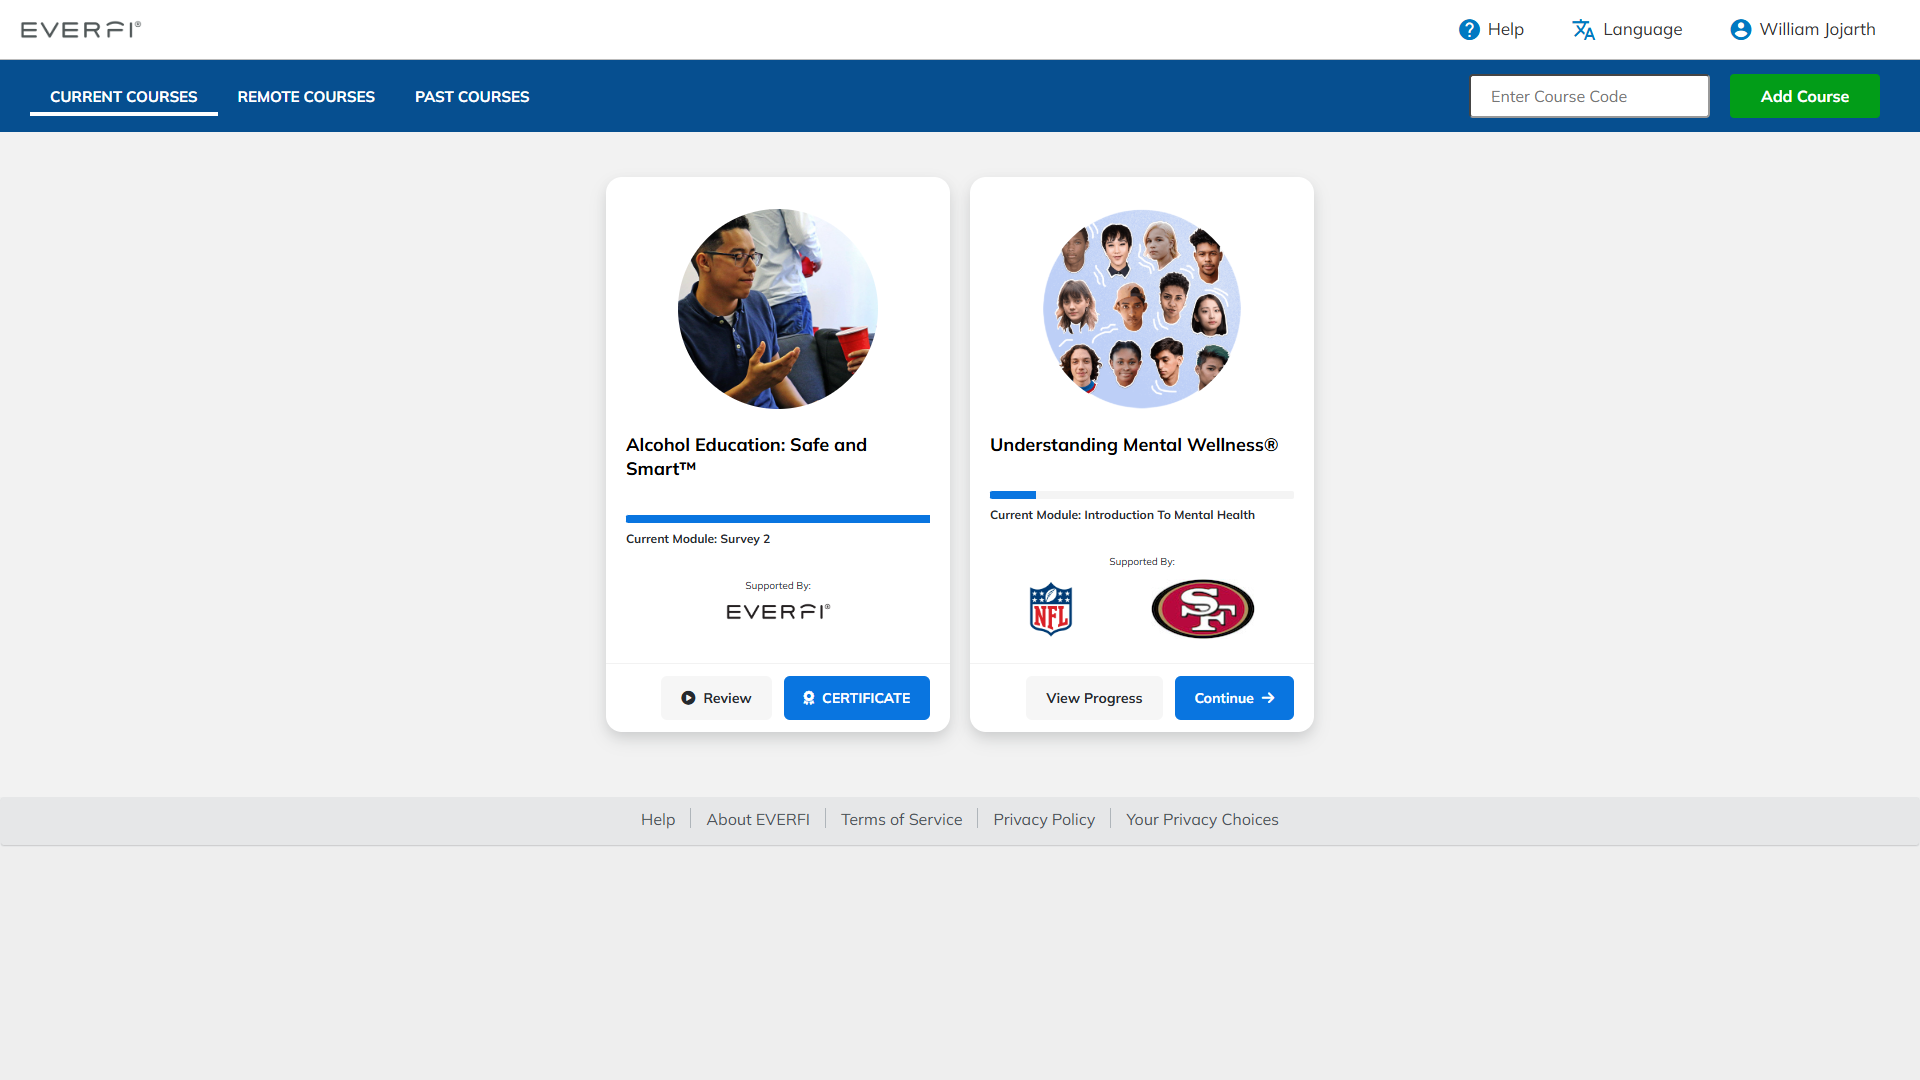 EVERFI®
Help
Language
William Jojarth
CURRENT COURSES
REMOTE COURSES
PAST COURSES
Enter Course Code
Add Course
Alcohol Education: Safe and
Smart™
Current Module: Survey 2
Supported By:
EVERFI®
Review
CERTIFICATE
Understanding Mental Wellness®
Current Module: Introduction To Mental Health
Supported By:
NFL
SF
View Progress
Continue
Help
About EVERFI
Terms of Service
Privacy Policy
Your Privacy Choices